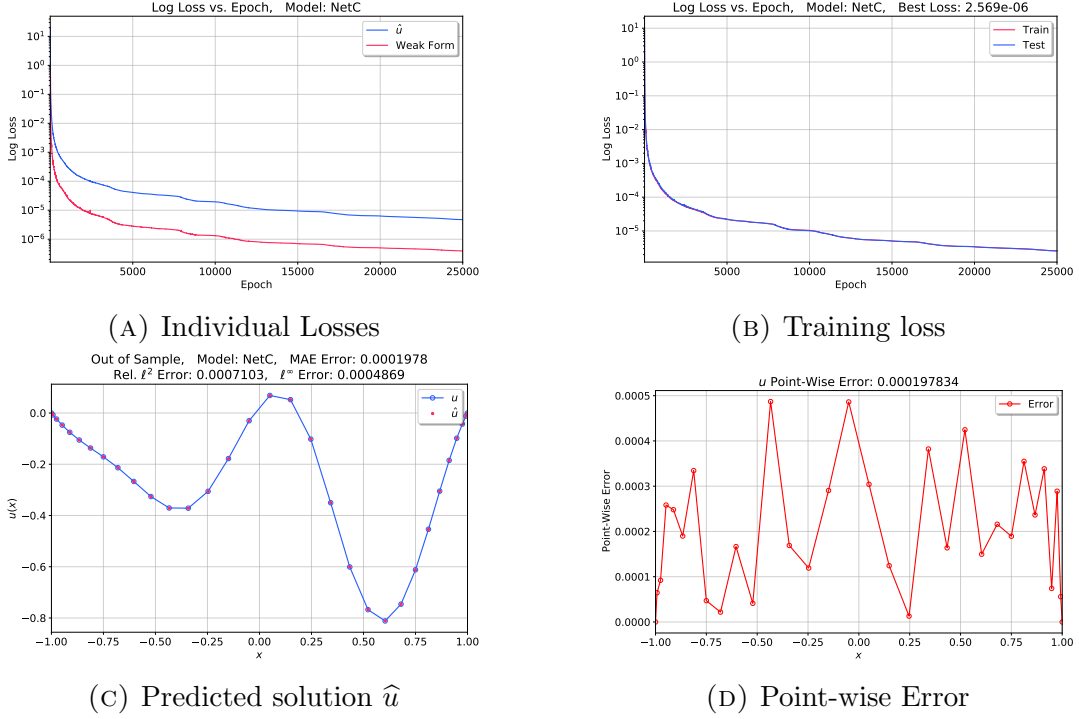 Log Loss vs. Epoch, Model: NetC
10¹
10⁰
10⁻¹
10⁻²
10⁻³
10⁻⁴
10⁻⁵
10⁻⁶
Log Loss
û
Weak Form
5000 10000 15000 20000 25000
Epoch
(A) Individual Losses
Log Loss vs. Epoch, Model: NetC, Best Loss: 2.569e-06
10¹
10⁰
10⁻¹
10⁻²
10⁻³
10⁻⁴
10⁻⁵
Log Loss
Train
Test
5000 10000 15000 20000 25000
Epoch
(B) Training loss
Out of Sample, Model: NetC, MAE Error: 0.0001978
Rel. ℓ² Error: 0.0007103, ℓ∞ Error: 0.0004869
0.0
−0.2
−0.4
−0.6
−0.8
u(x)
u
û
−1.00 −0.75 −0.50 −0.25 0.00 0.25 0.50 0.75 1.00
x
(C) Predicted solution û
u Point-Wise Error: 0.000197834
0.0005
0.0004
0.0003
0.0002
0.0001
0.0000
Point-Wise Error
Error
−1.00 −0.75 −0.50 −0.25 0.00 0.25 0.50 0.75 1.00
x
(D) Point-wise Error